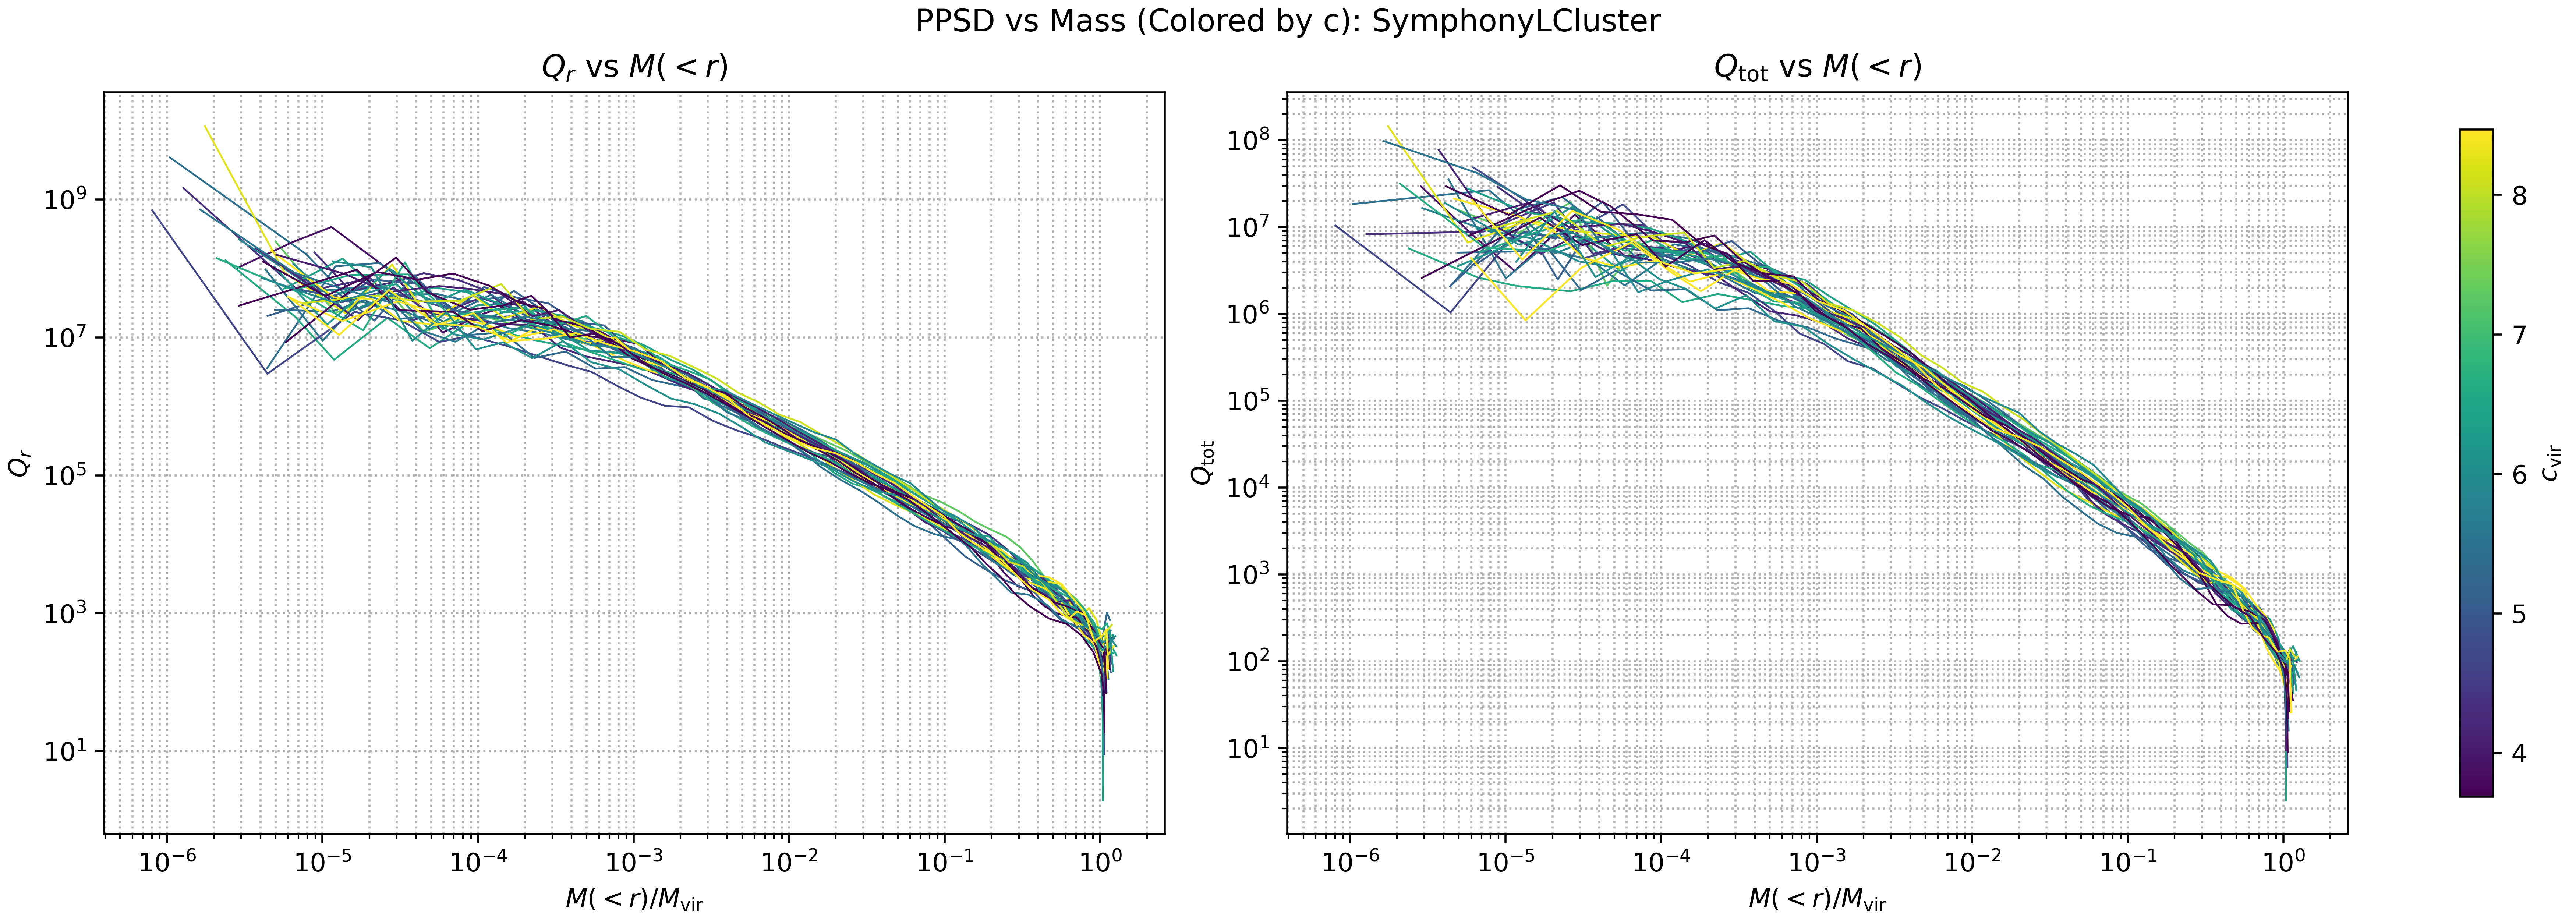 PPSD vs Mass (Colored by c): SymphonyLCluster
Q_r vs M(< r)
10^9
10^7
10^5
10^3
10^1
Q_r
10^-6 10^-5 10^-4 10^-3 10^-2 10^-1 10^0
M(< r)/M_vir
Q_tot vs M(< r)
10^8
10^7
10^6
10^5
10^4
10^3
10^2
10^1
Q_tot
10^-6 10^-5 10^-4 10^-3 10^-2 10^-1 10^0
M(< r)/M_vir
8
7
6
5
4
c_vir